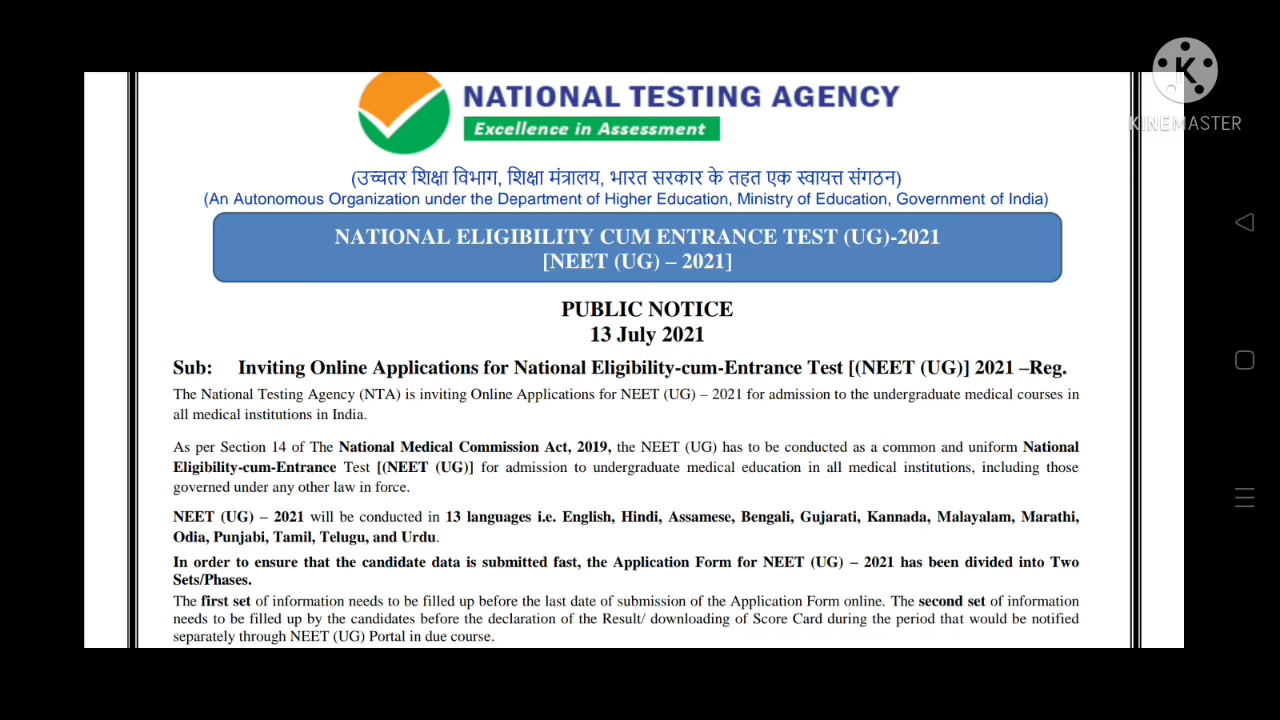 NATIONAL TESTING AGENCY
Excellence in Assessment
(उच्चतर शिक्षा विभाग, शिक्षा मंत्रालय, भारत सरकार के तहत एक स्वायत्त संगठन)
(An Autonomous Organization under the Department of Higher Education, Ministry of Education, Government of India)
NATIONAL ELIGIBILITY CUM ENTRANCE TEST (UG)-2021
[NEET (UG) – 2021]
PUBLIC NOTICE
13 July 2021
Sub: Inviting Online Applications for National Eligibility-cum-Entrance Test [(NEET (UG)] 2021 –Reg.
The National Testing Agency (NTA) is inviting Online Applications for NEET (UG) – 2021 for admission to the undergraduate medical courses in
all medical institutions in India.
As per Section 14 of The National Medical Commission Act, 2019, the NEET (UG) has to be conducted as a common and uniform National
Eligibility-cum-Entrance Test [(NEET (UG)] for admission to undergraduate medical education in all medical institutions, including those
governed under any other law in force.
NEET (UG) – 2021 will be conducted in 13 languages i.e. English, Hindi, Assamese, Bengali, Gujarati, Kannada, Malayalam, Marathi,
Odia, Punjabi, Tamil, Telugu, and Urdu.
In order to ensure that the candidate data is submitted fast, the Application Form for NEET (UG) – 2021 has been divided into Two
Sets/Phases.
The first set of information needs to be filled up before the last date of submission of the Application Form online. The second set of information
needs to be filled up by the candidates before the declaration of the Result/ downloading of Score Card during the period that would be notified
separately through NEET (UG) Portal in due course.
K
KINEMASTER